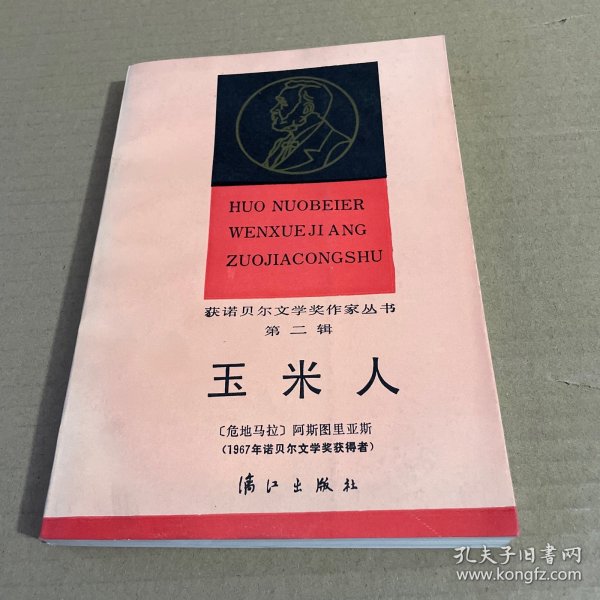 HUO NUOBEIER
WENXUEJIANG
ZUOJIACONGSHU
获诺贝尔文学奖作家丛书
第二辑
玉米人
〔危地马拉〕阿斯图里亚斯
(1967年诺贝尔文学奖获得者)
漓江出版社
孔夫子旧书网
www.kongfz.com